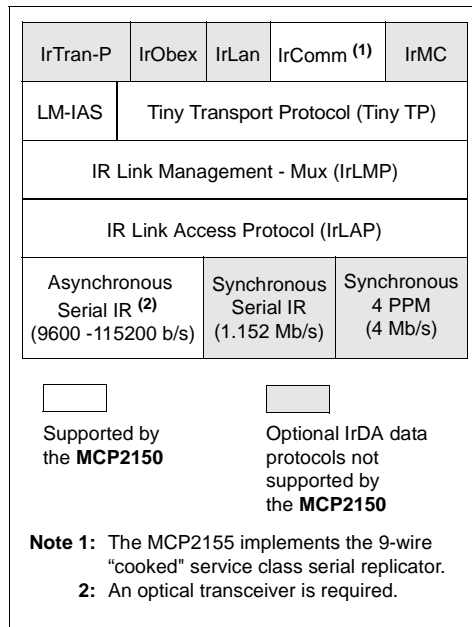 IrTran-P IrObex IrLan IrComm (1) IrMC
LM-IAS Tiny Transport Protocol (Tiny TP)
IR Link Management - Mux (IrLMP)
IR Link Access Protocol (IrLAP)
Asynchronous
Serial IR (2)
(9600 -115200 b/s)
Synchronous
Serial IR
(1.152 Mb/s)
Synchronous
4 PPM
(4 Mb/s)
Supported by
the MCP2150
Optional IrDA data
protocols not
supported by
the MCP2150
Note 1: The MCP2155 implements the 9-wire
“cooked" service class serial replicator.
2: An optical transceiver is required.